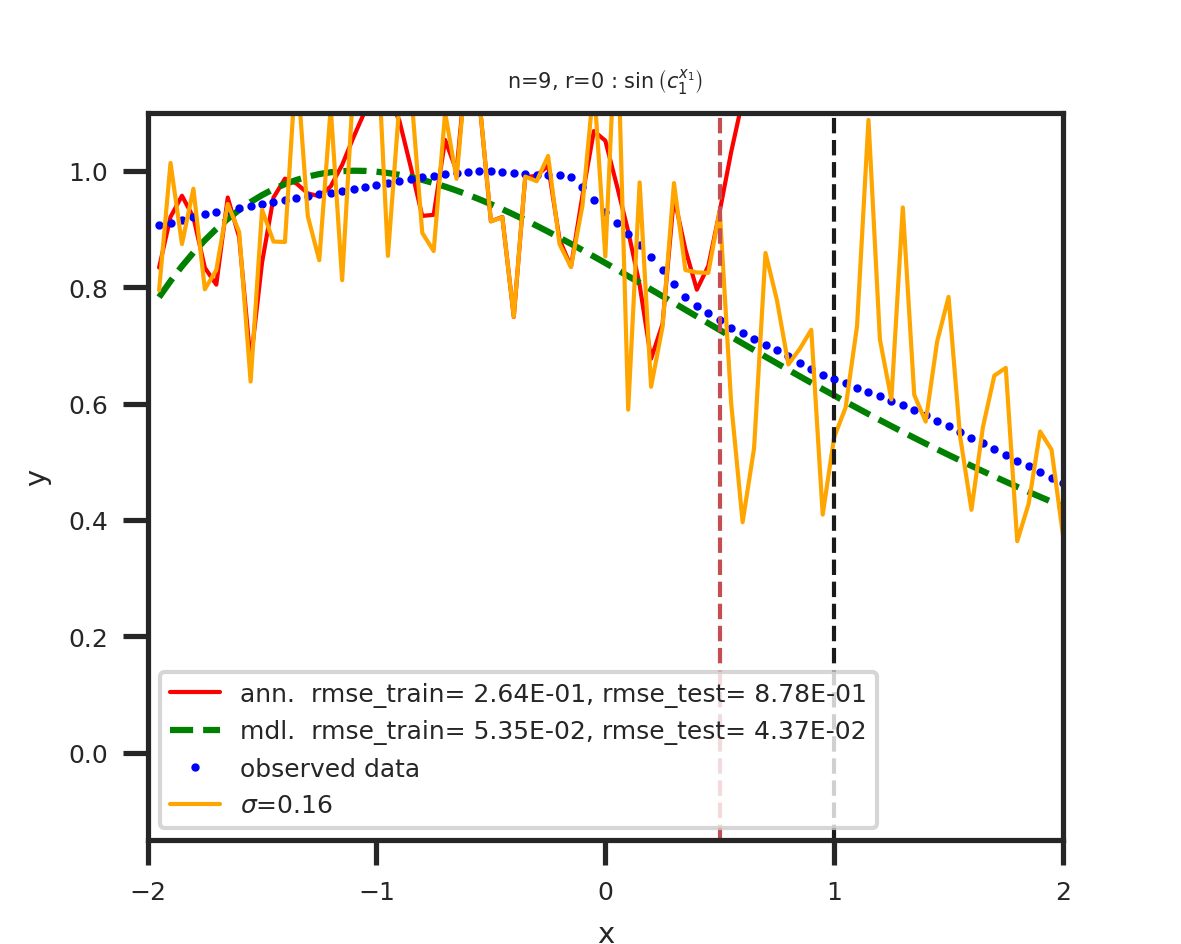 n=9, r=0 : sin (c₁^{x₁})
1.0
0.8
0.6
0.4
0.2
0.0
y
ann.  rmse_train= 2.64E-01, rmse_test= 8.78E-01
mdl.  rmse_train= 5.35E-02, rmse_test= 4.37E-02
observed data
σ=0.16
−2 −1 0 1 2
x